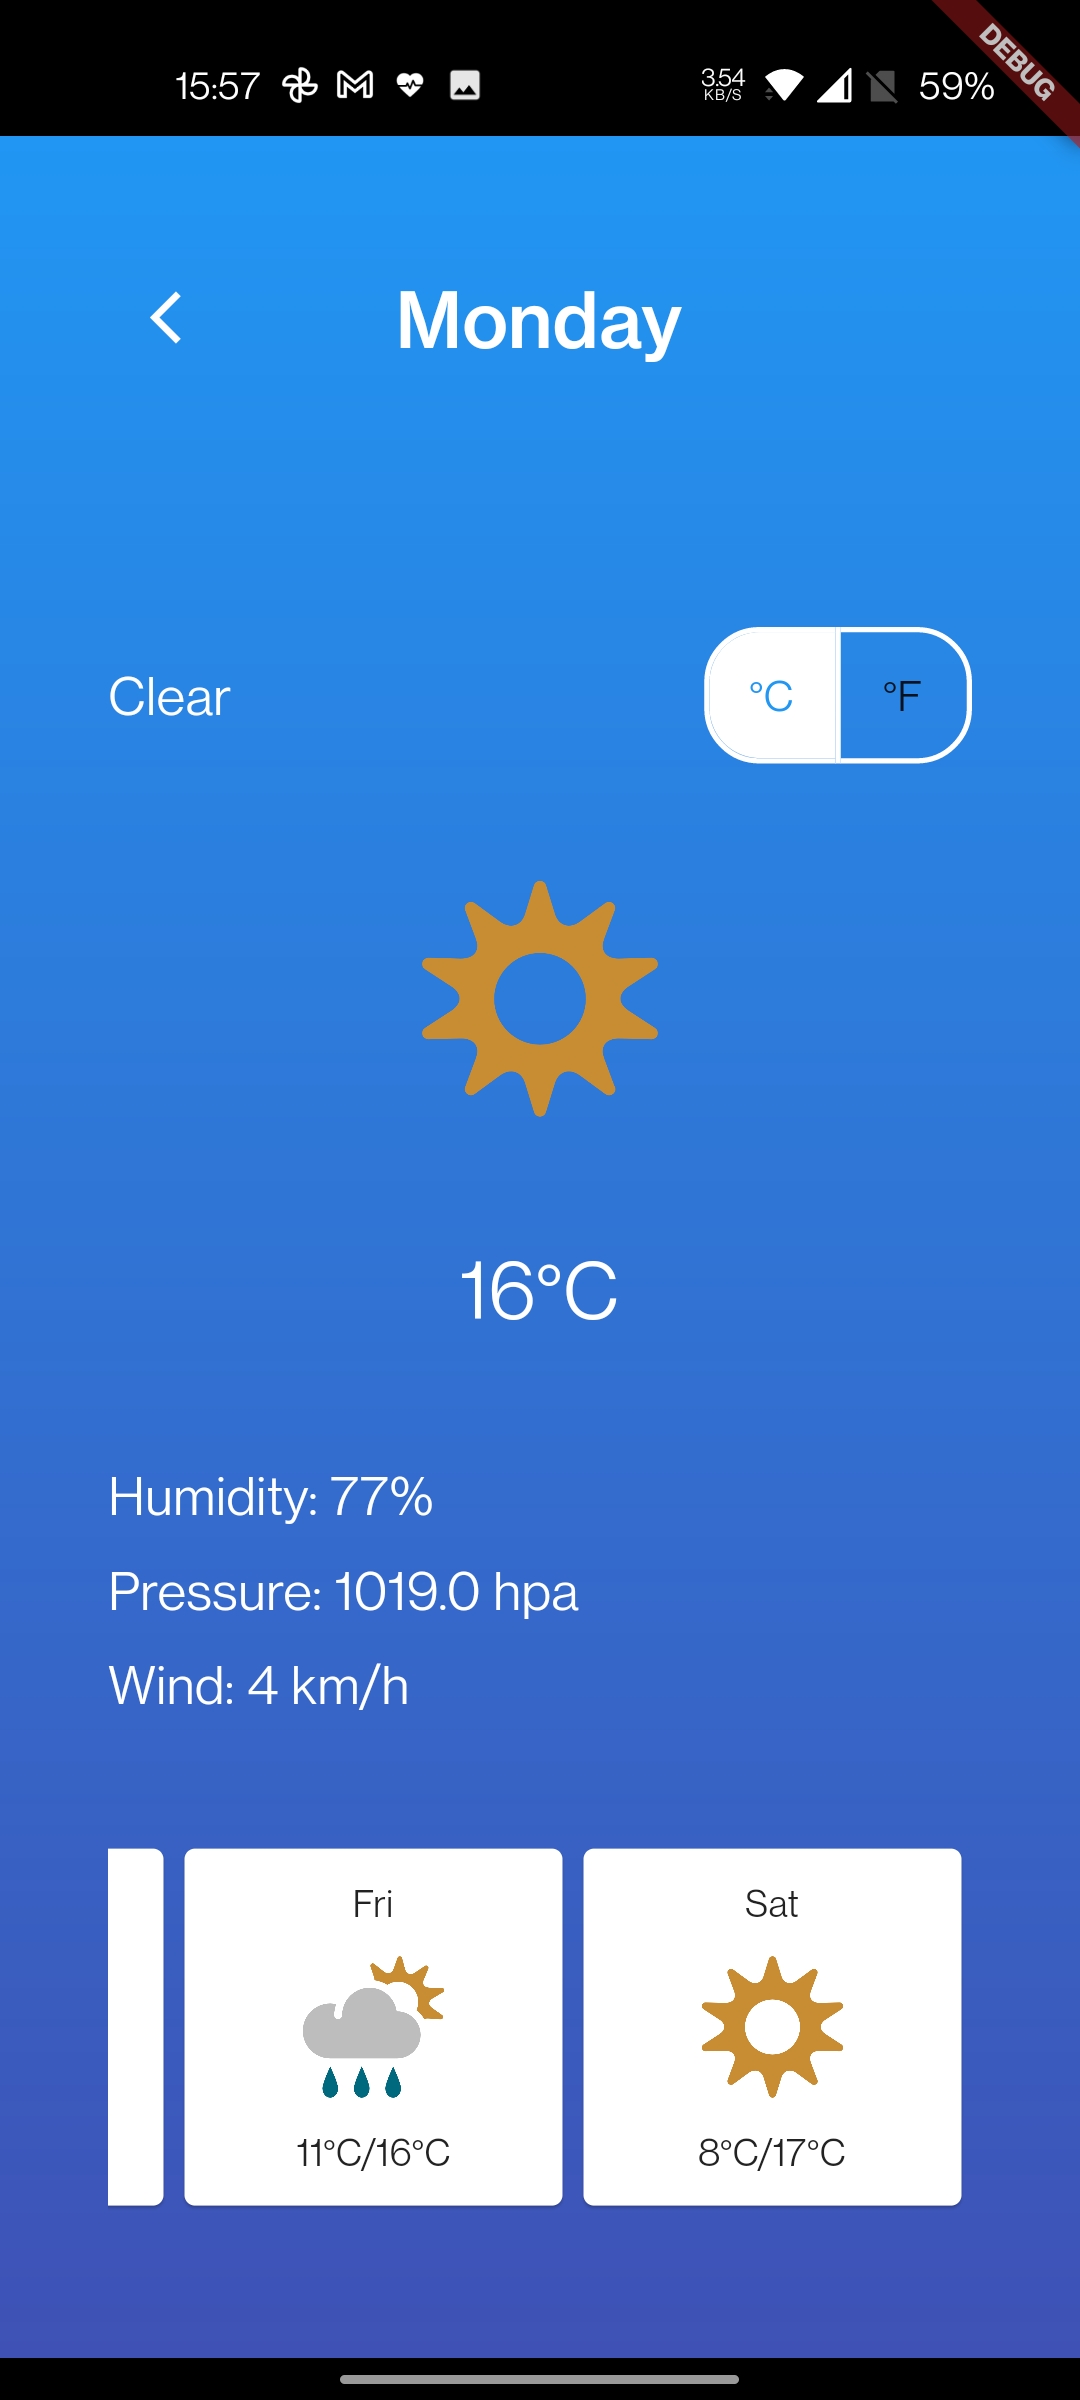 15:57
3.54
KB/S
59%
DEBUG
Monday
Clear
°C
°F
16°C
Humidity: 77%
Pressure: 1019.0 hpa
Wind: 4 km/h
Fri
11°C/16°C
Sat
8°C/17°C